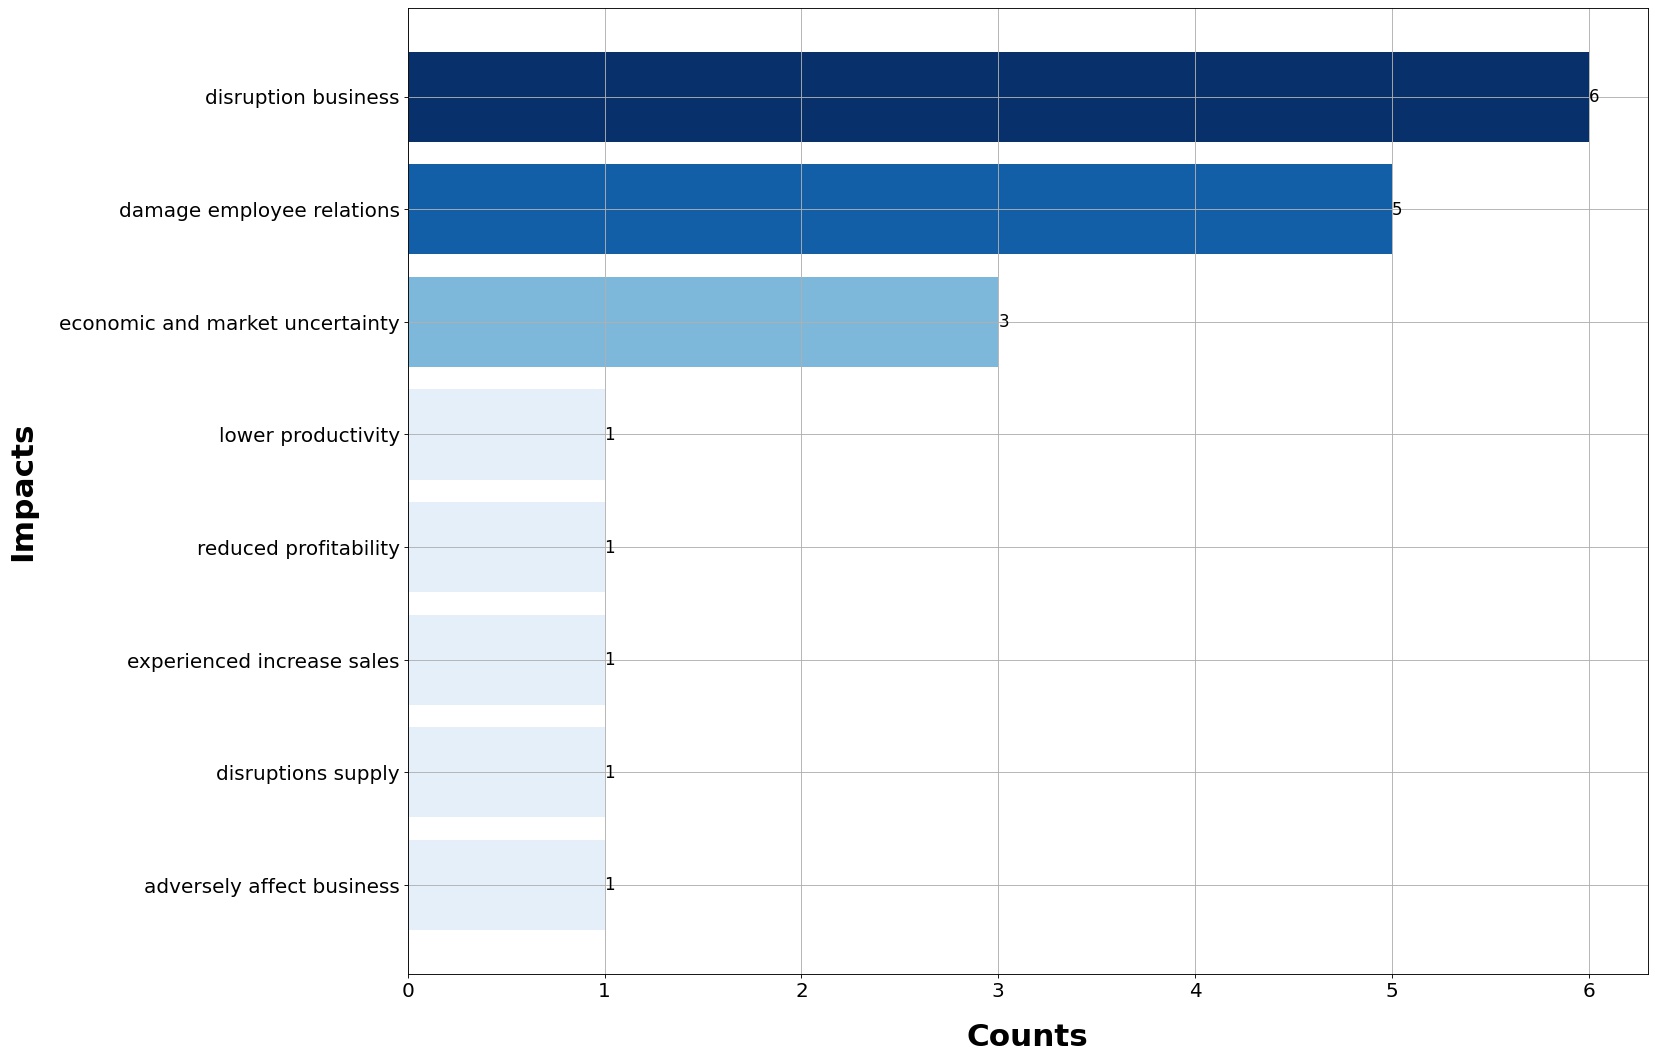 disruption business
6
damage employee relations
5
economic and market uncertainty
3
lower productivity
1
reduced profitability
1
experienced increase sales
1
disruptions supply
1
adversely affect business
1
Impacts
0 1 2 3 4 5 6
Counts